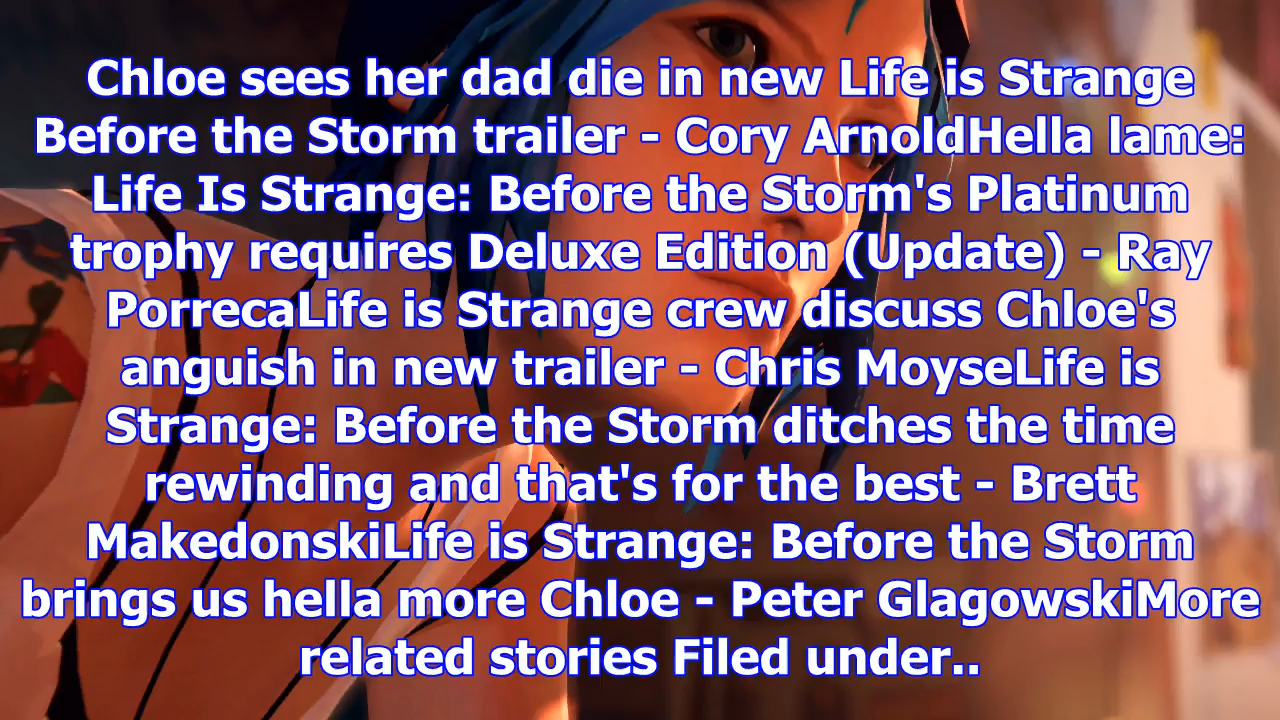 Chloe sees her dad die in new Life is Strange
Before the Storm trailer - Cory ArnoldHella lame:
Life Is Strange: Before the Storm's Platinum
trophy requires Deluxe Edition (Update) - Ray
PorrecaLife is Strange crew discuss Chloe's
anguish in new trailer - Chris MoyseLife is
Strange: Before the Storm ditches the time
rewinding and that's for the best - Brett
MakedonskiLife is Strange: Before the Storm
brings us hella more Chloe - Peter GlagowskiMore
related stories Filed under..